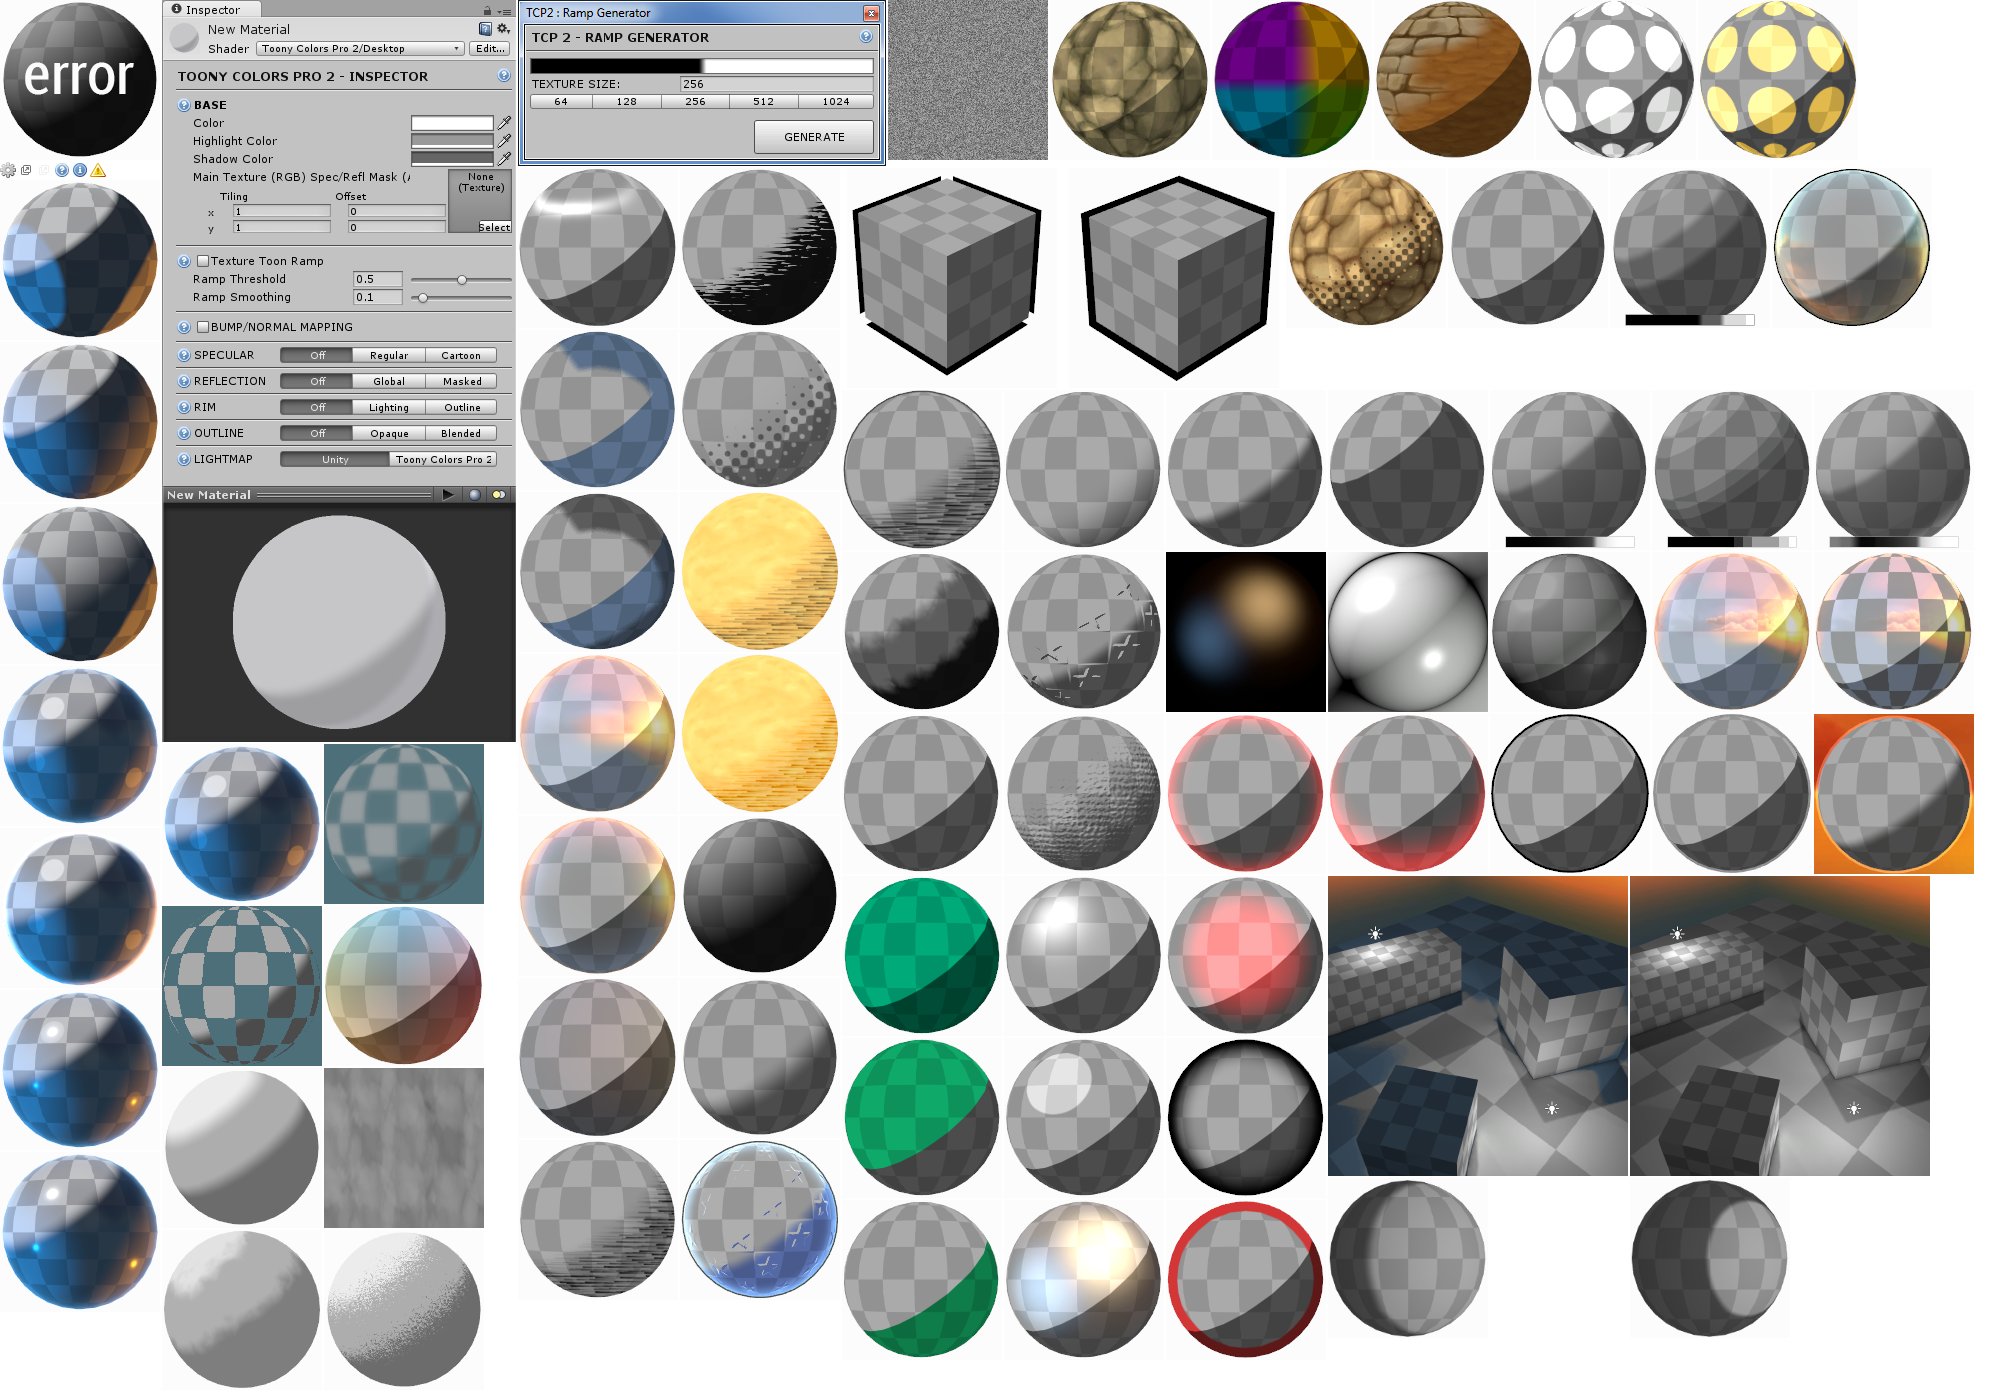 error
Inspector
New Material
Shader Toony Colors Pro 2/Desktop Edit...
TOONY COLORS PRO 2 - INSPECTOR
BASE
Color
Highlight Color
Shadow Color
Main Texture (RGB) Spec/Refl Mask (
None
(Texture)
Tiling Offset
x 1 0
y 1 0
Select
Texture Toon Ramp
Ramp Threshold 0.5
Ramp Smoothing 0.1
BUMP/NORMAL MAPPING
SPECULAR Off Regular Cartoon
REFLECTION Off Global Masked
RIM Off Lighting Outline
OUTLINE Off Opaque Blended
LIGHTMAP Unity Toony Colors Pro 2
New Material
TCP2 : Ramp Generator
TCP 2 - RAMP GENERATOR
TEXTURE SIZE: 256
64 128 256 512 1024
GENERATE